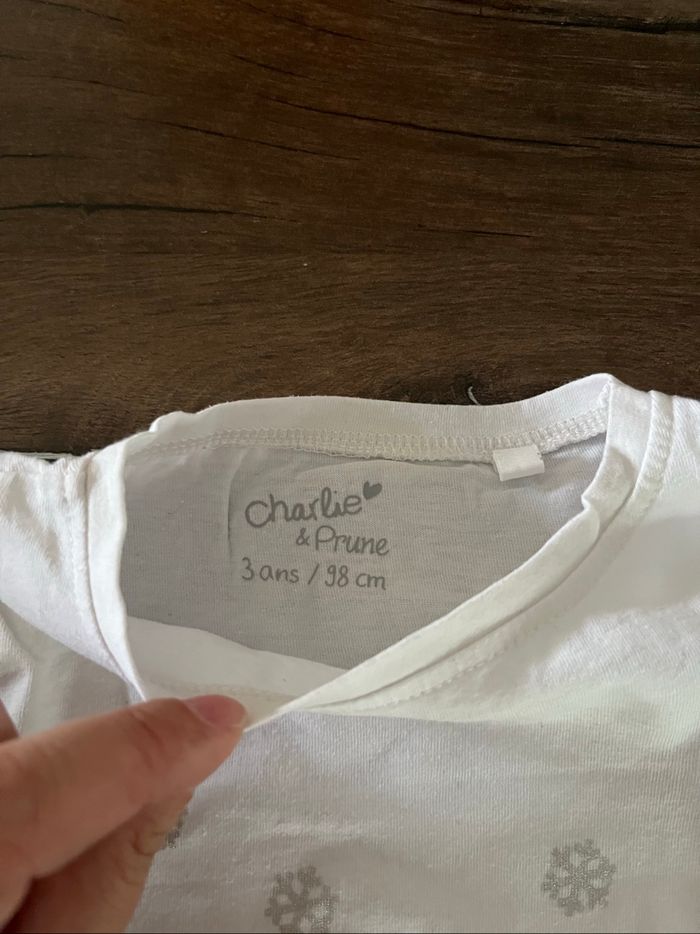 Charlie
& Prune
3 ans / 98 cm